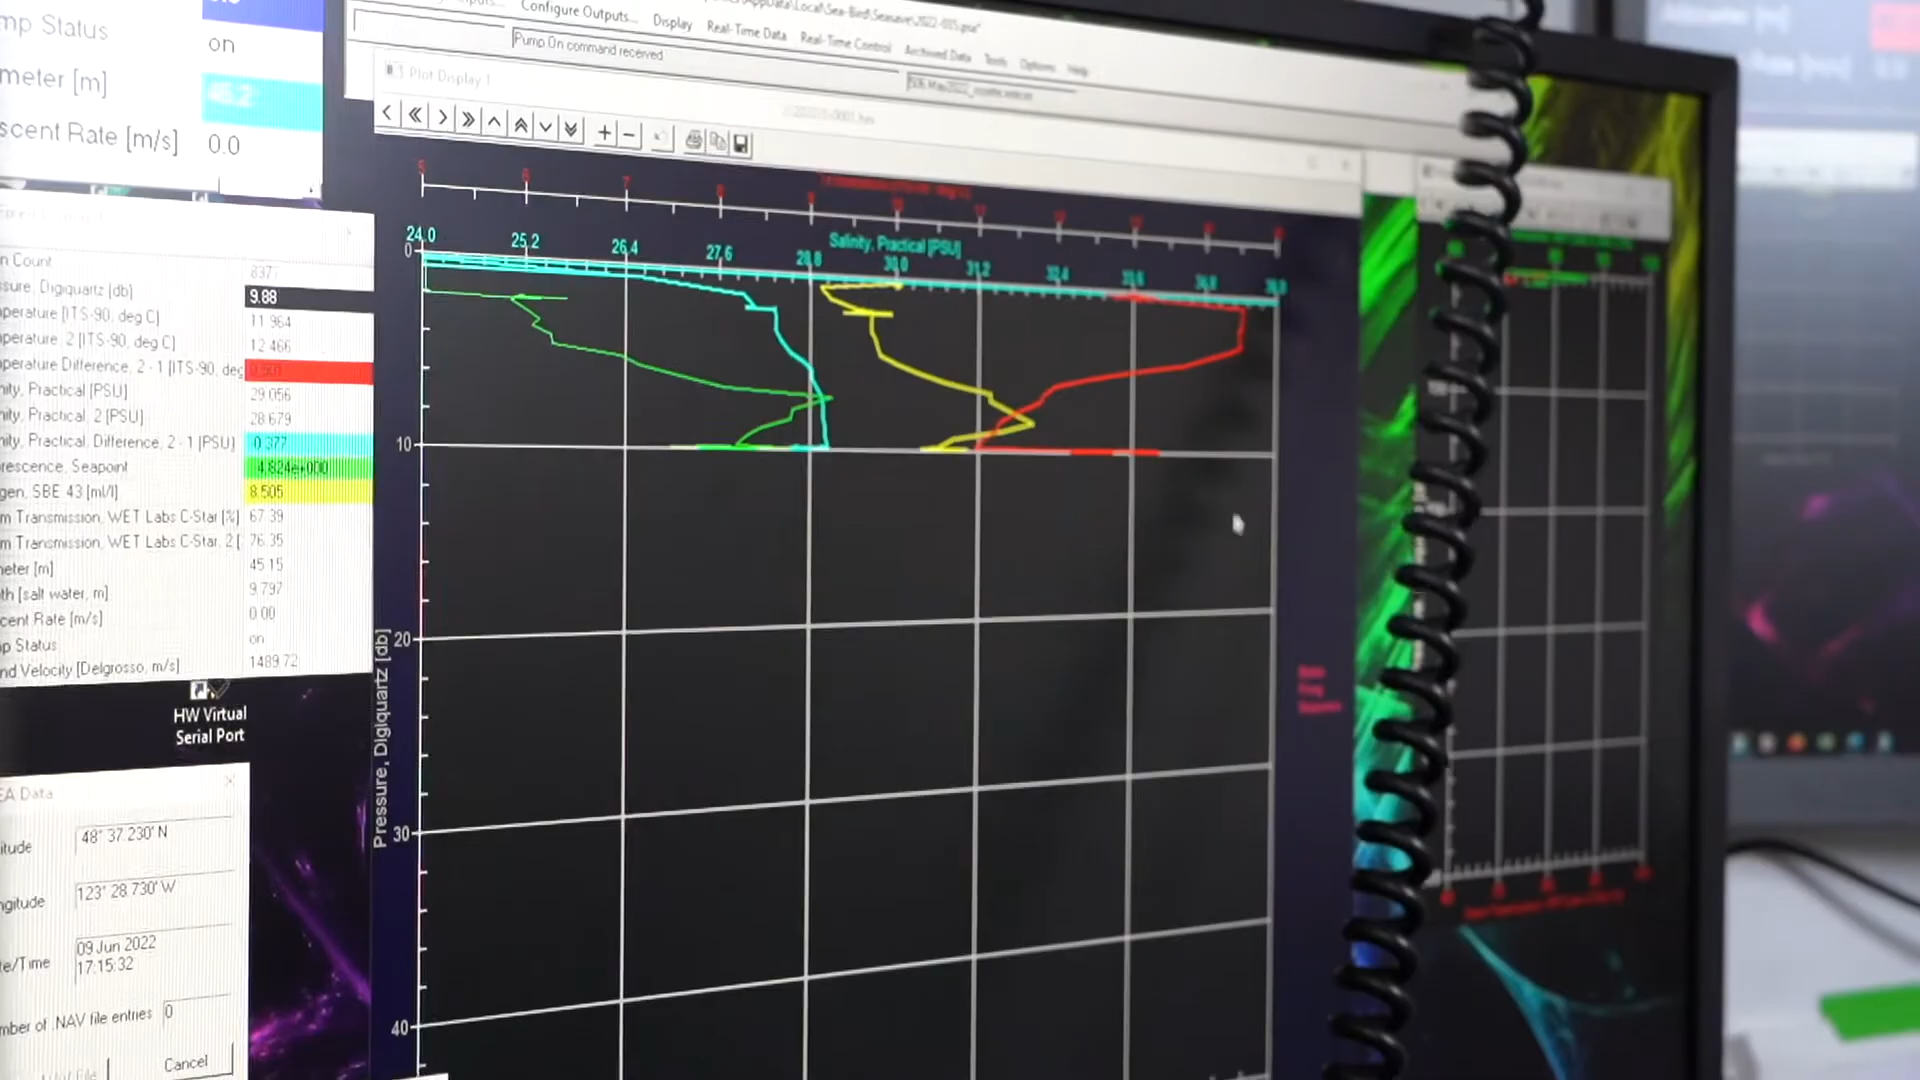 mp Status
on
meter [m]
46.2
scent Rate [m/s]
0.0
Configure Outputs...
Display
Real-Time Data
Real-Time Control
Archived Data
Tools
Options
Help
Pump On command received
Plot Display 1
24.0 25.2 26.4 27.6 28.8 30.0 31.2 32.4 33.6 34.8
Salinity, Practical [PSU]
0
10
20
30
40
Pressure, Digiquartz [db]
n Count
sure, Digiquartz [db] 9.88
perature [ITS-90, deg C] 11.964
perature, 2 [ITS-90, deg C] 12.466
perature Difference, 2 - 1 [ITS-90, deg
nity, Practical [PSU] 29.056
nity, Practical, 2 [PSU] 28.679
nity, Practical, Difference, 2 - 1 [PSU] 0.377
rescence, Seapoint 4.824e+000
gen, SBE 43 [ml/l] 8.505
m Transmission, WET Labs C-Star [%] 67.39
m Transmission, WET Labs C-Star, 2 [ 76.35
meter [m] 45.15
th [salt water, m] 9.797
cent Rate [m/s] 0.00
p Status on
nd Velocity [Delgrosso, m/s] 1489.72
HW Virtual
Serial Port
EA Data
itude 48° 37.230' N
ngitude 123° 28.730' W
te/Time 09 Jun 2022
17:15:32
mber of .NAV file entries 0
Cancel